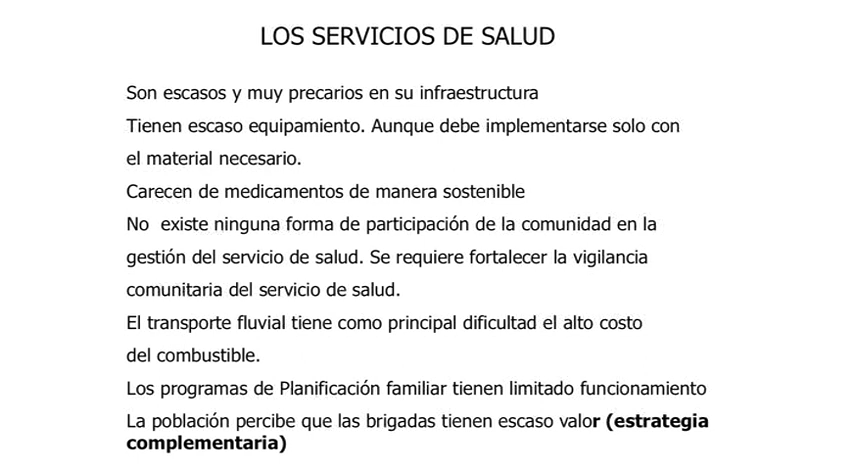 LOS SERVICIOS DE SALUD
Son escasos y muy precarios en su infraestructura
Tienen escaso equipamiento. Aunque debe implementarse solo con
el material necesario.
Carecen de medicamentos de manera sostenible
No  existe ninguna forma de participación de la comunidad en la
gestión del servicio de salud. Se requiere fortalecer la vigilancia
comunitaria del servicio de salud.
El transporte fluvial tiene como principal dificultad el alto costo
del combustible.
Los programas de Planificación familiar tienen limitado funcionamiento
La población percibe que las brigadas tienen escaso valor (estrategia
complementaria)